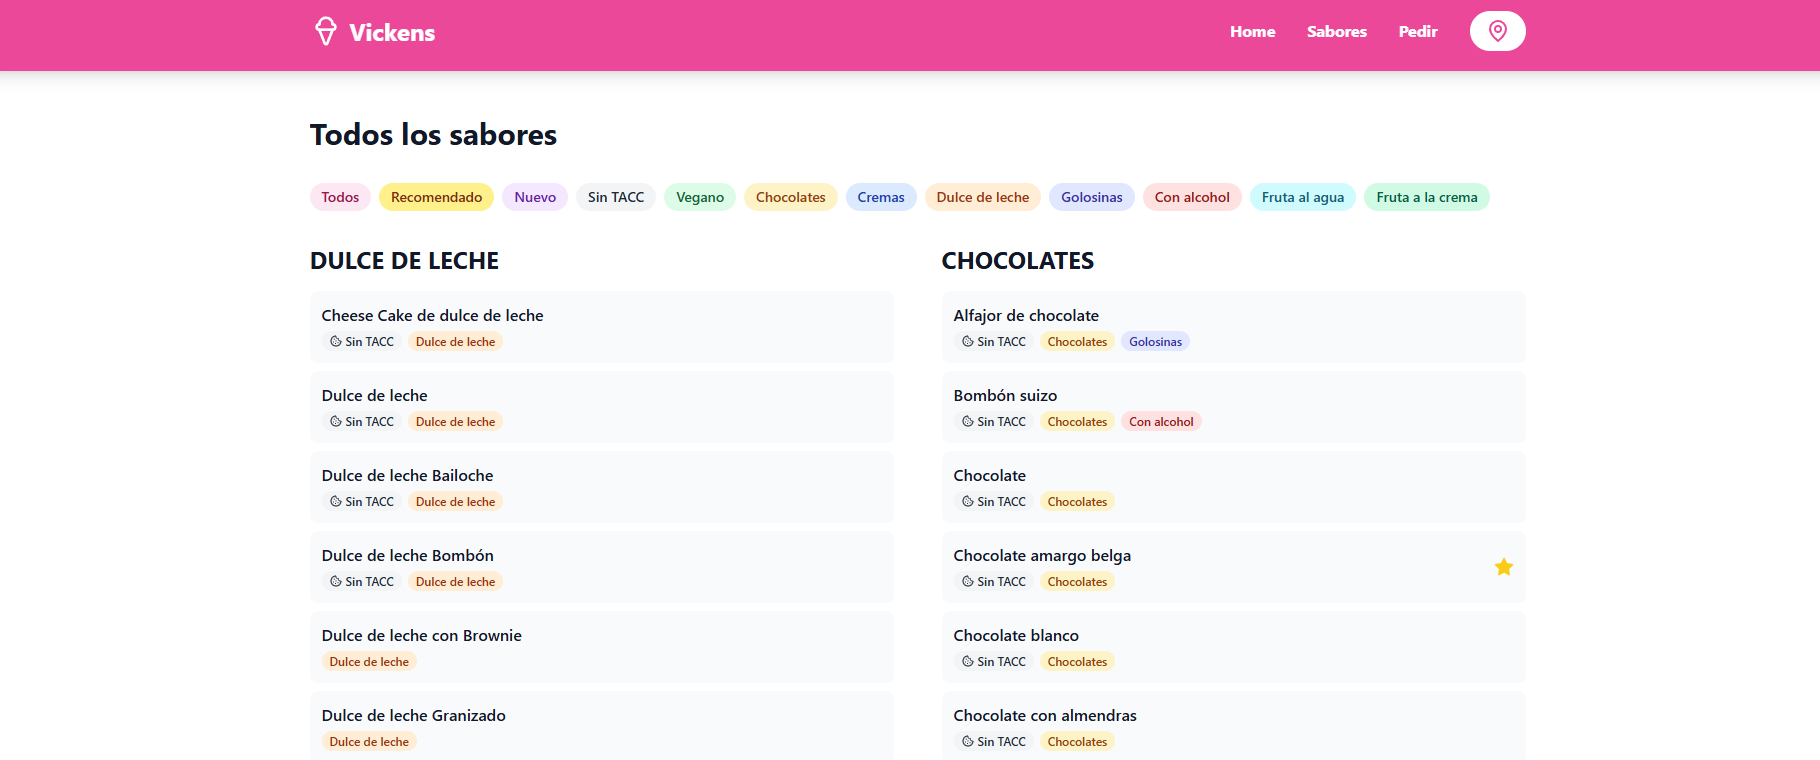 Vickens
Home Sabores Pedir
Todos los sabores
Todos Recomendado Nuevo Sin TACC Vegano Chocolates Cremas Dulce de leche Golosinas Con alcohol Fruta al agua Fruta a la crema
DULCE DE LECHE
Cheese Cake de dulce de leche
Sin TACC Dulce de leche
Dulce de leche
Sin TACC Dulce de leche
Dulce de leche Bailoche
Sin TACC Dulce de leche
Dulce de leche Bombón
Sin TACC Dulce de leche
Dulce de leche con Brownie
Dulce de leche
Dulce de leche Granizado
Dulce de leche
CHOCOLATES
Alfajor de chocolate
Sin TACC Chocolates Golosinas
Bombón suizo
Sin TACC Chocolates Con alcohol
Chocolate
Sin TACC Chocolates
Chocolate amargo belga
Sin TACC Chocolates
Chocolate blanco
Sin TACC Chocolates
Chocolate con almendras
Sin TACC Chocolates